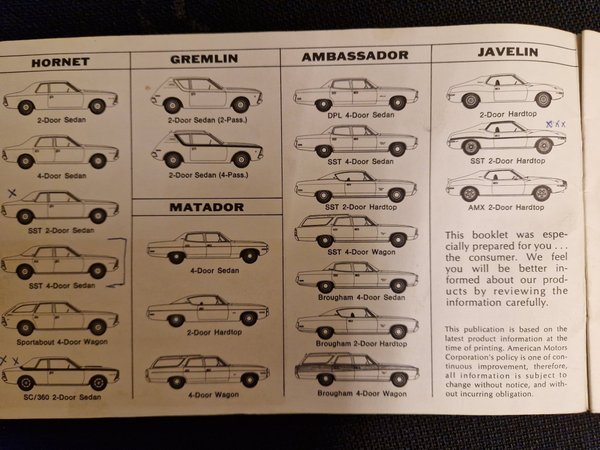 HORNET
2-Door Sedan
4-Door Sedan
SST 2-Door Sedan
SST 4-Door Sedan
Sportabout 4-Door Wagon
SC/360 2-Door Sedan
GREMLIN
2-Door Sedan (2-Pass.)
2-Door Sedan (4-Pass.)
MATADOR
4-Door Sedan
2-Door Hardtop
4-Door Wagon
AMBASSADOR
DPL 4-Door Sedan
SST 4-Door Sedan
SST 2-Door Hardtop
SST 4-Door Wagon
Brougham 4-Door Sedan
Brougham 2-Door Hardtop
Brougham 4-Door Wagon
JAVELIN
2-Door Hardtop
SST 2-Door Hardtop
AMX 2-Door Hardtop
This booklet was espe-
cially prepared for you . . .
the consumer. We feel
you will be better in-
formed about our prod-
ucts by reviewing the
information carefully.
This publication is based on the
latest product information at the
time of printing. American Motors
Corporation's policy is one of con-
tinuous improvement, therefore,
all information is subject to
change without notice, and with-
out incurring obligation.